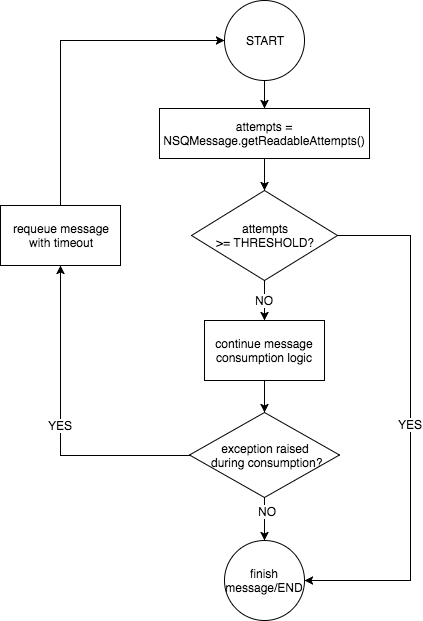 START
attempts =
NSQMessage.getReadableAttempts()
requeue message
with timeout
attempts
>= THRESHOLD?
NO
continue message
consumption logic
YES
YES
exception raised
during consumption?
NO
finish
message/END